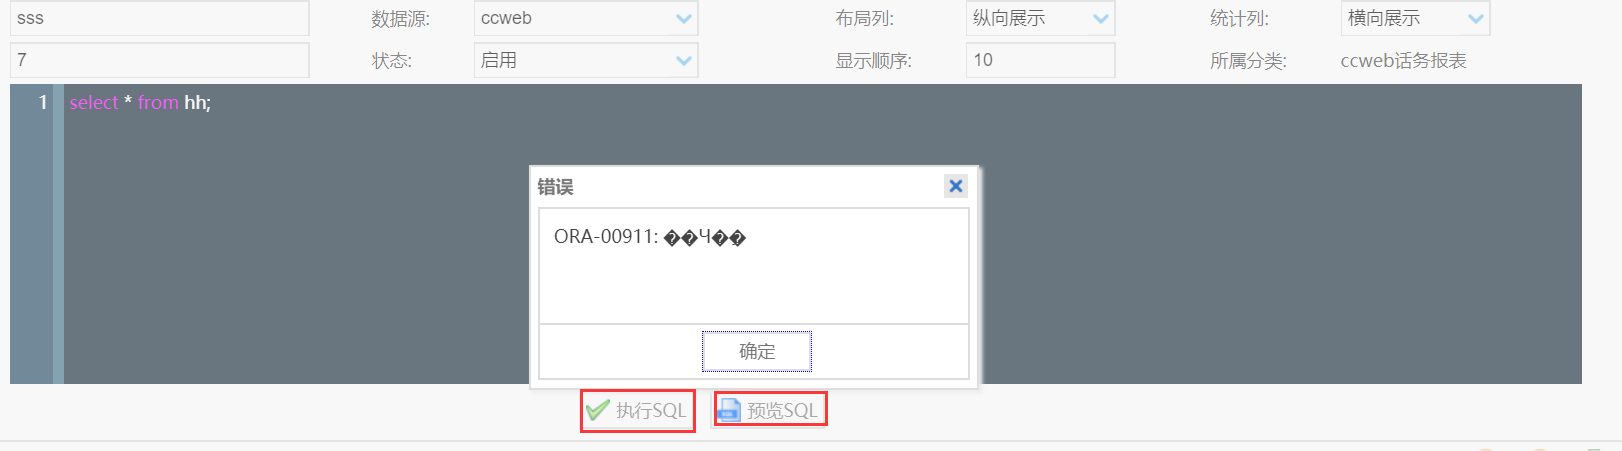 sss 数据源: ccweb 布局列: 纵向展示 统计列: 横向展示
7 状态: 启用 显示顺序: 10 所属分类: ccweb话务报表
1 select * from hh;
错误
ORA-00911: ��Ч��
确定
执行SQL 预览SQL